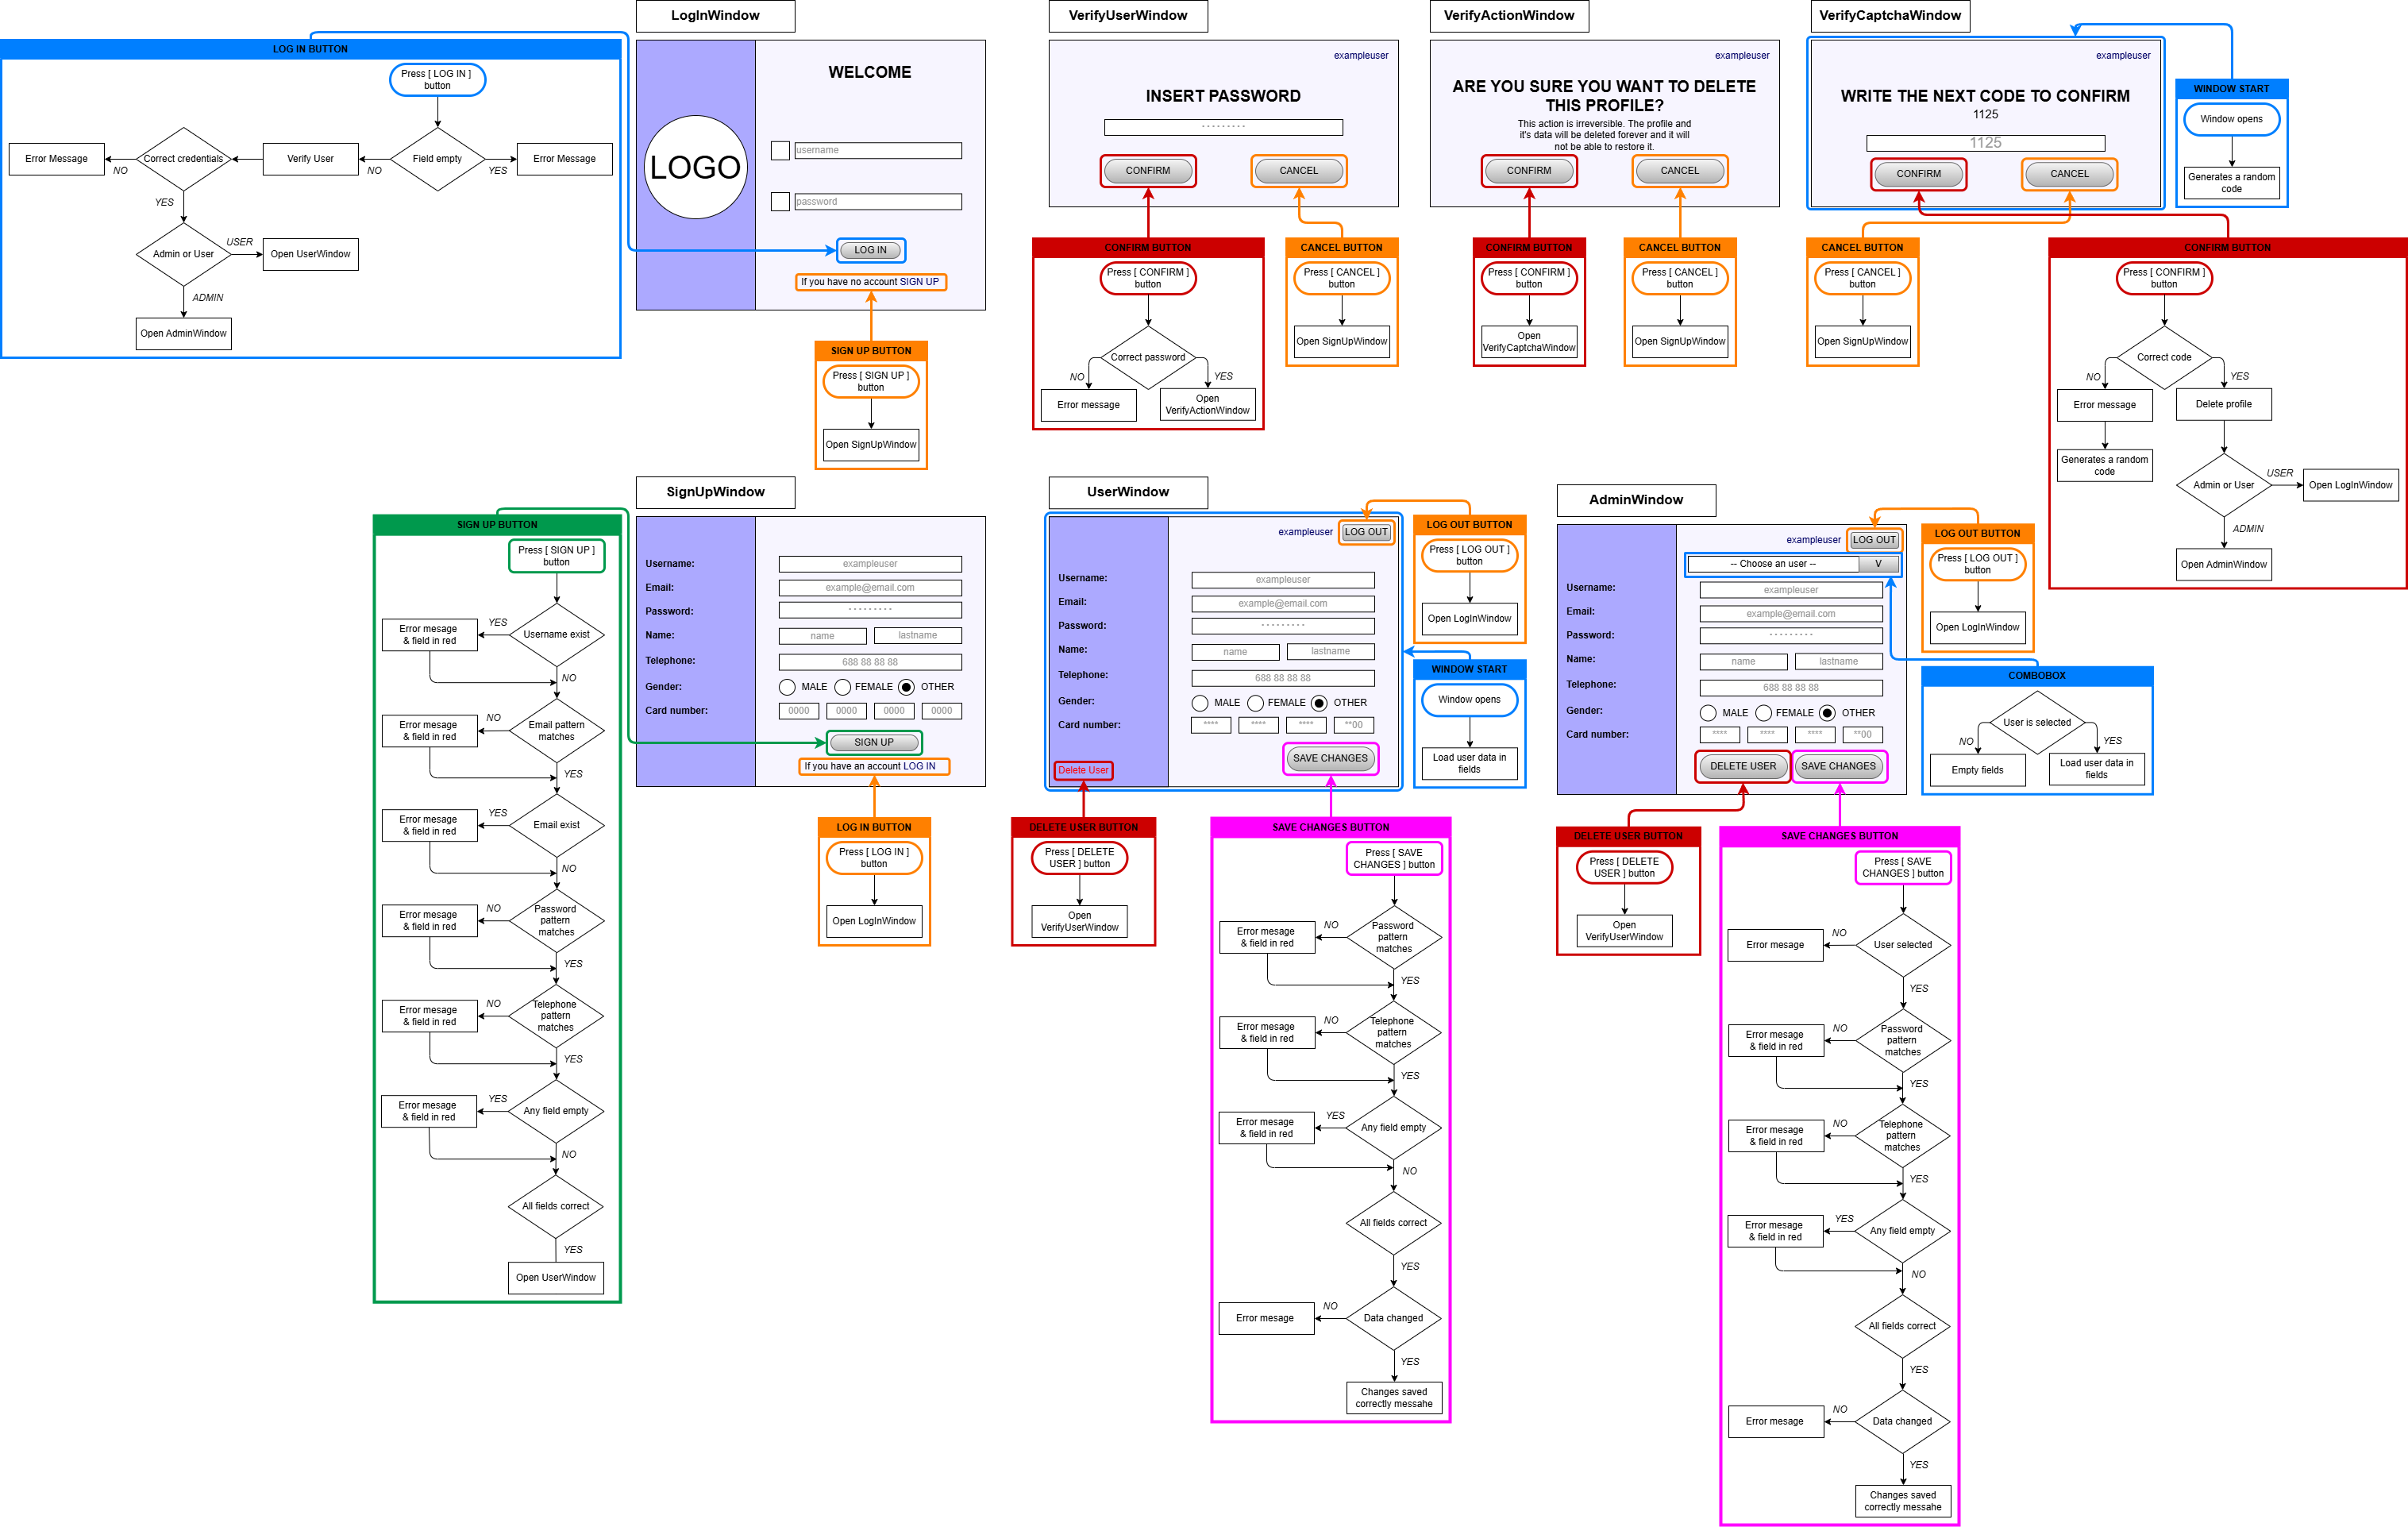 LogInWindow
LOG IN BUTTON
Press [ LOG IN ]
button
Field empty
NO
YES
Error Message
Verify User
Correct credentials
NO
Error Message
YES
Admin or User
USER
Open UserWindow
ADMIN
Open AdminWindow
LOGO
WELCOME
username
password
LOG IN
If you have no account SIGN UP
SIGN UP BUTTON
Press [ SIGN UP ]
button
Open SignUpWindow
VerifyUserWindow
exampleuser
INSERT PASSWORD
- - - - - - - - -
CONFIRM
CANCEL
CONFIRM BUTTON
Press [ CONFIRM ]
button
Correct password
NO
YES
Error message
Open
VerifyActionWindow
CANCEL BUTTON
Press [ CANCEL ]
button
Open SignUpWindow
VerifyActionWindow
exampleuser
ARE YOU SURE YOU WANT TO DELETE
THIS PROFILE?
This action is irreversible. The profile and
it's data will be deleted forever and it will
not be able to restore it.
CONFIRM
CANCEL
CONFIRM BUTTON
Press [ CONFIRM ]
button
Open
VerifyCaptchaWindow
CANCEL BUTTON
Press [ CANCEL ]
button
Open SignUpWindow
VerifyCaptchaWindow
exampleuser
WRITE THE NEXT CODE TO CONFIRM
1125
1125
CONFIRM
CANCEL
WINDOW START
Window opens
Generates a random
code
CANCEL BUTTON
Press [ CANCEL ]
button
Open SignUpWindow
CONFIRM BUTTON
Press [ CONFIRM ]
button
Correct code
NO
YES
Error message
Delete profile
Generates a random
code
Admin or User
USER
Open LogInWindow
ADMIN
Open AdminWindow
SignUpWindow
SIGN UP BUTTON
Press [ SIGN UP ]
button
Username exist
YES
Error mesage
& field in red
NO
Email pattern
matches
NO
Error mesage
& field in red
YES
Email exist
YES
Error mesage
& field in red
NO
Password
pattern
matches
NO
Error mesage
& field in red
YES
Telephone
pattern
matches
NO
Error mesage
& field in red
YES
Any field empty
YES
Error mesage
& field in red
NO
All fields correct
YES
Open UserWindow
Username:
exampleuser
Email:
example@email.com
Password:
- - - - - - - - -
Name:
name
lastname
Telephone:
688 88 88 88
Gender:
MALE
FEMALE
OTHER
Card number:
0000
0000
0000
0000
SIGN UP
If you have an account LOG IN
LOG IN BUTTON
Press [ LOG IN ]
button
Open LogInWindow
UserWindow
exampleuser
LOG OUT
Username:
exampleuser
Email:
example@email.com
Password:
- - - - - - - - -
Name:
name
lastname
Telephone:
688 88 88 88
Gender:
MALE
FEMALE
OTHER
Card number:
****
****
****
**00
SAVE CHANGES
Delete User
LOG OUT BUTTON
Press [ LOG OUT ]
button
Open LogInWindow
WINDOW START
Window opens
Load user data in
fields
DELETE USER BUTTON
Press [ DELETE
USER ] button
Open
VerifyUserWindow
SAVE CHANGES BUTTON
Press [ SAVE
CHANGES ] button
Password
pattern
matches
NO
Error mesage
& field in red
YES
Telephone
pattern
matches
NO
Error mesage
& field in red
YES
Any field empty
YES
Error mesage
& field in red
NO
All fields correct
YES
Data changed
NO
Error mesage
YES
Changes saved
correctly messahe
AdminWindow
exampleuser
LOG OUT
-- Choose an user --
V
Username:
exampleuser
Email:
example@email.com
Password:
- - - - - - - - -
Name:
name
lastname
Telephone:
688 88 88 88
Gender:
MALE
FEMALE
OTHER
Card number:
****
****
****
**00
DELETE USER
SAVE CHANGES
LOG OUT BUTTON
Press [ LOG OUT ]
button
Open LogInWindow
COMBOBOX
User is selected
NO
YES
Empty fields
Load user data in
fields
DELETE USER BUTTON
Press [ DELETE
USER ] button
Open
VerifyUserWindow
SAVE CHANGES BUTTON
Press [ SAVE
CHANGES ] button
User selected
NO
Error mesage
YES
Password
pattern
matches
NO
Error mesage
& field in red
YES
Telephone
pattern
matches
NO
Error mesage
& field in red
YES
Any field empty
YES
Error mesage
& field in red
NO
All fields correct
YES
Data changed
NO
Error mesage
YES
Changes saved
correctly messahe